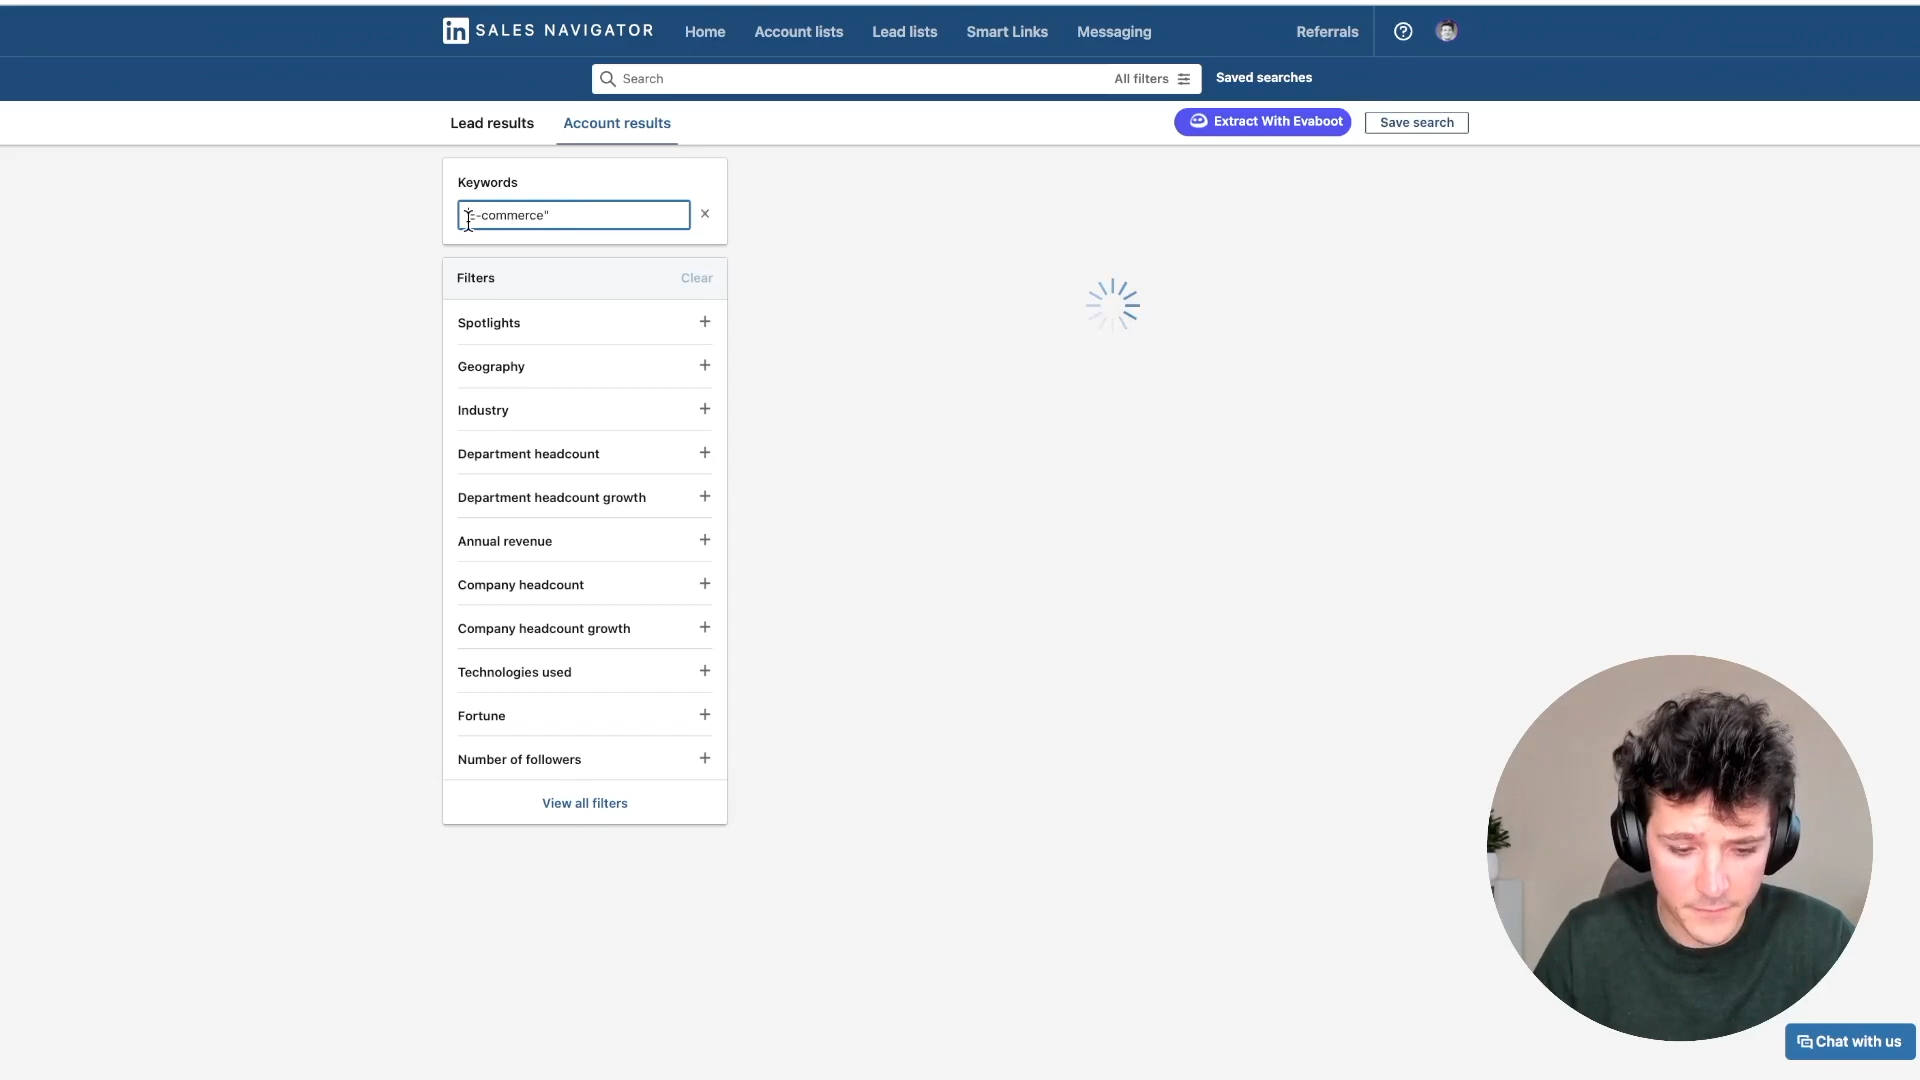 in SALES NAVIGATOR
Home
Account lists
Lead lists
Smart Links
Messaging
Referrals
Search
All filters
Saved searches
Lead results
Account results
Extract With Evaboot
Save search
Keywords
E-commerce"
Filters
Clear
Spotlights
Geography
Industry
Department headcount
Department headcount growth
Annual revenue
Company headcount
Company headcount growth
Technologies used
Fortune
Number of followers
View all filters
Chat with us